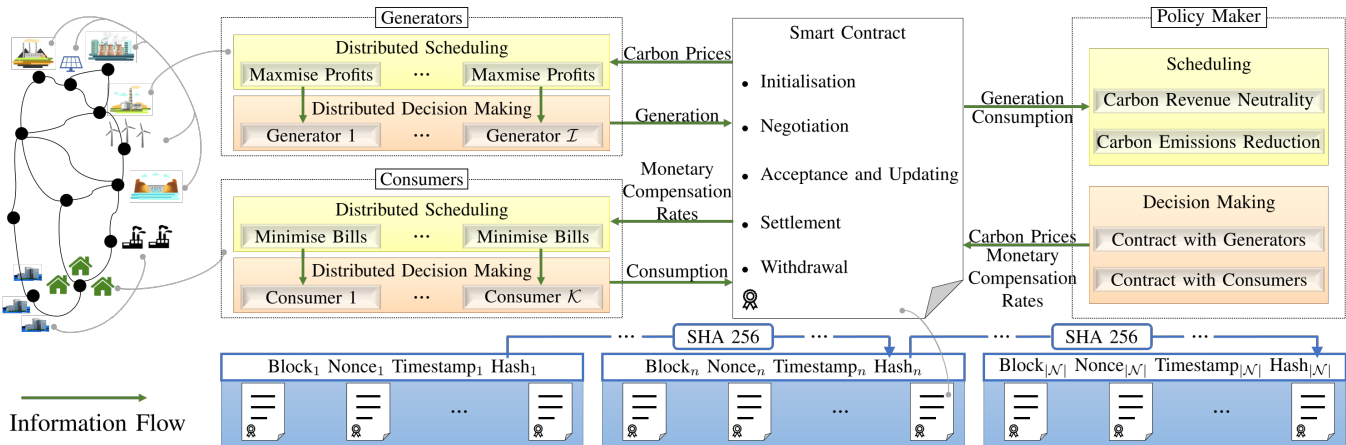 Generators
Distributed Scheduling
Maxmise Profits ... Maxmise Profits
Distributed Decision Making
Generator 1 ... Generator ℐ
Consumers
Distributed Scheduling
Minimise Bills ... Minimise Bills
Distributed Decision Making
Consumer 1 ... Consumer 𝒦
Carbon Prices
Generation
Monetary
Compensation
Rates
Consumption
Smart Contract
• Initialisation
• Negotiation
• Acceptance and Updating
• Settlement
• Withdrawal
Generation
Consumption
Carbon Prices
Monetary
Compensation
Rates
Policy Maker
Scheduling
Carbon Revenue Neutrality
Carbon Emissions Reduction
Decision Making
Contract with Generators
Contract with Consumers
... SHA 256 ... ... SHA 256 ...
Block₁ Nonce₁ Timestamp₁ Hash₁
...
Blockₙ Nonceₙ Timestampₙ Hashₙ
...
Block|𝒩| Nonce|𝒩| Timestamp|𝒩| Hash|𝒩|
...
Information Flow